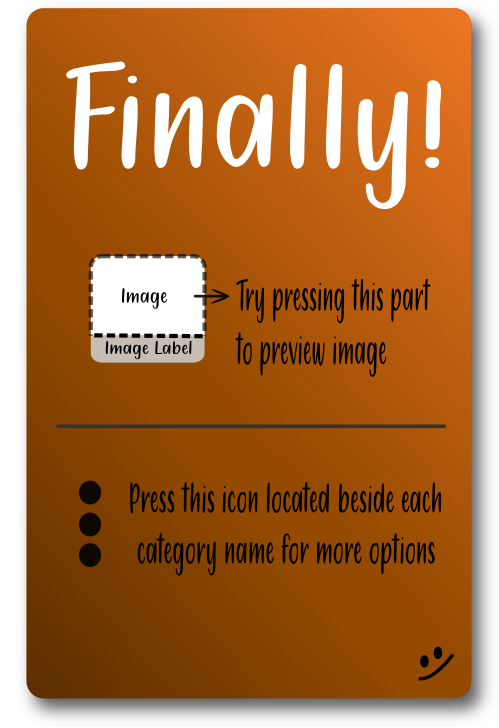 Finally!
Image
Image Label
Try pressing this part
to preview image
Press this icon located beside each
category name for more options